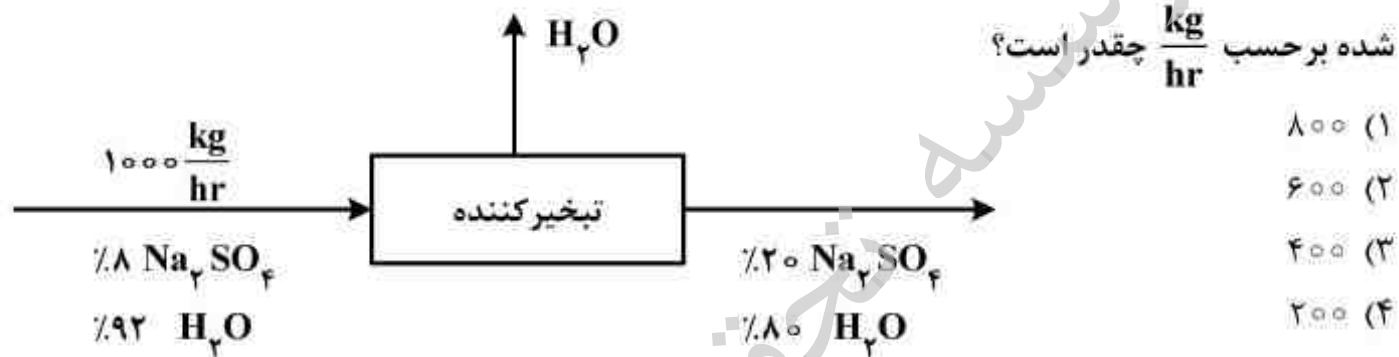 شده برحسب kg/hr چقدر است؟
۱) ۸۰۰
۲) ۶۰۰
۳) ۴۰۰
۴) ۲۰۰
H₂O
۱۰۰۰ kg/hr
٪۸ Na₂SO₄
٪۹۲ H₂O
تبخیرکننده
٪۲۰ Na₂SO₄
٪۸۰ H₂O